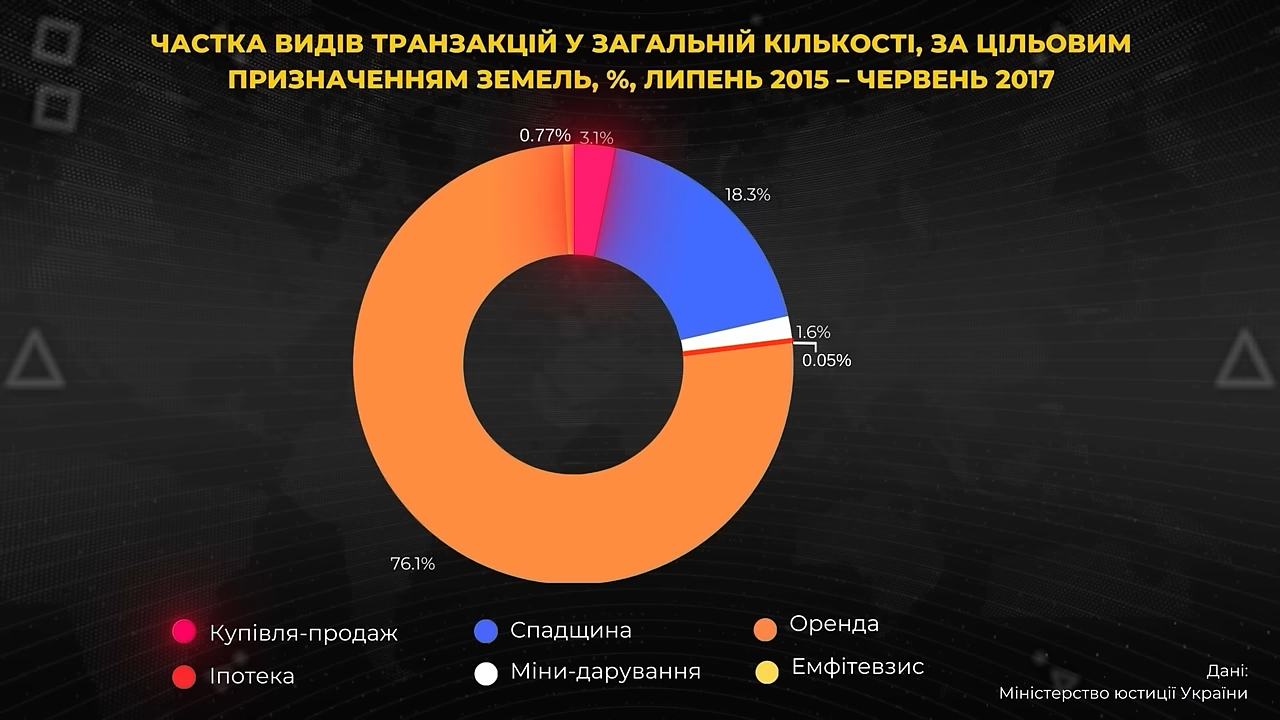 ЧАСТКА ВИДІВ ТРАНЗАКЦІЙ У ЗАГАЛЬНІЙ КІЛЬКОСТІ, ЗА ЦІЛЬОВИМ
ПРИЗНАЧЕННЯМ ЗЕМЕЛЬ, %, ЛИПЕНЬ 2015 – ЧЕРВЕНЬ 2017
0.77% 3.1%
18.3%
1.6%
0.05%
76.1%
Купівля-продаж
Спадщина
Оренда
Іпотека
Міни-дарування
Емфітевзис
Дані:
Міністерство юстиції України